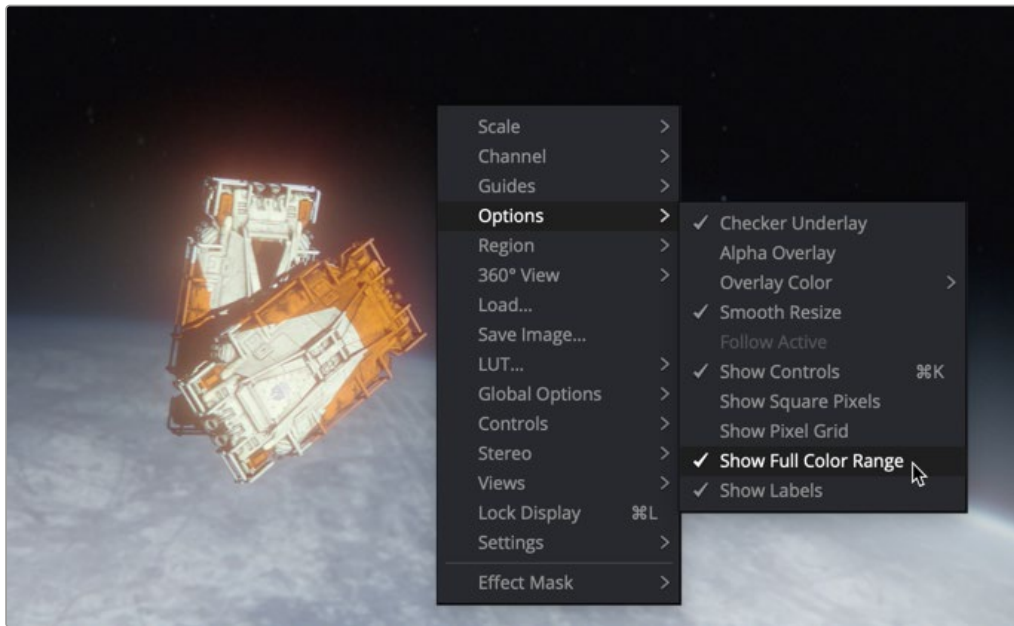 Scale
Channel
Guides
Options
Region
360° View
Load...
Save Image...
LUT...
Global Options
Controls
Stereo
Views
Lock Display ⌘L
Settings
Effect Mask
Checker Underlay
Alpha Overlay
Overlay Color
Smooth Resize
Follow Active
Show Controls ⌘K
Show Square Pixels
Show Pixel Grid
Show Full Color Range
Show Labels